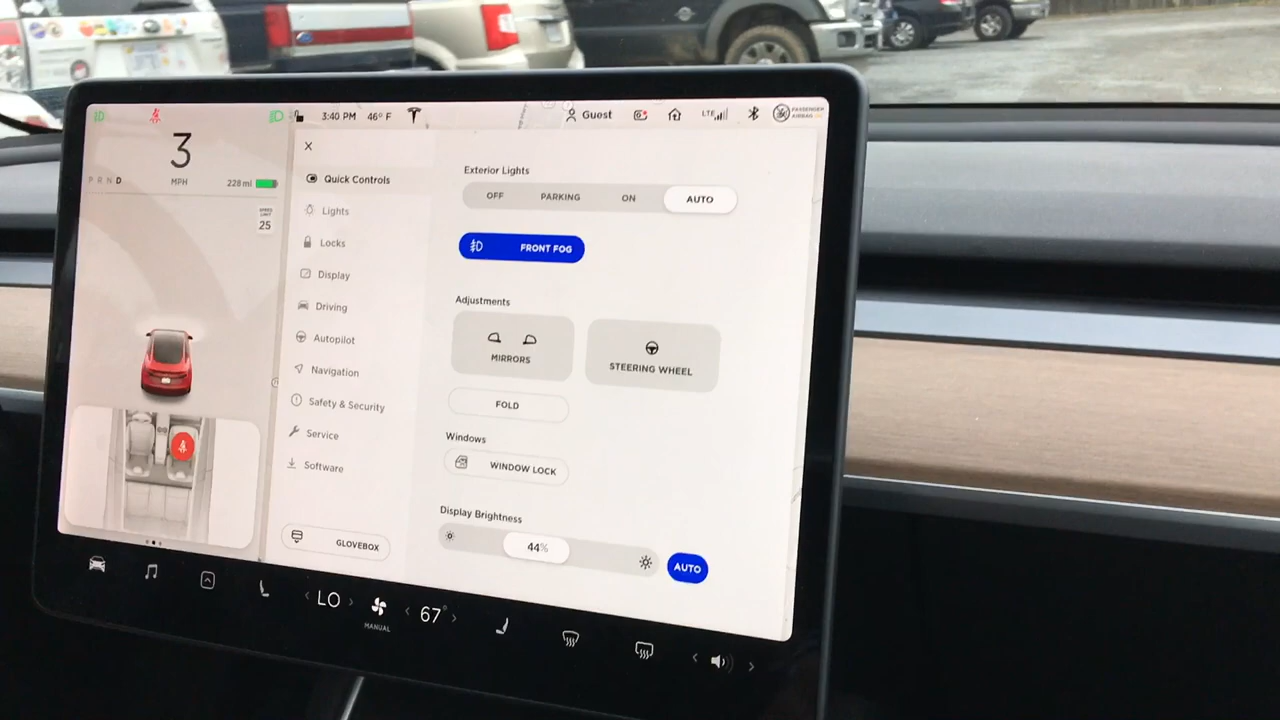 3:40 PM 46° F
Guest
LTE
PASSENGER
AIRBAG
3
MPH
P R N D
228 mi
SPEED
LIMIT
25
Quick Controls
Lights
Locks
Display
Driving
Autopilot
Navigation
Safety & Security
Service
Software
GLOVEBOX
Exterior Lights
OFF PARKING ON AUTO
FRONT FOG
Adjustments
MIRRORS
STEERING WHEEL
FOLD
Windows
WINDOW LOCK
Display Brightness
44%
AUTO
LO
MANUAL
67°